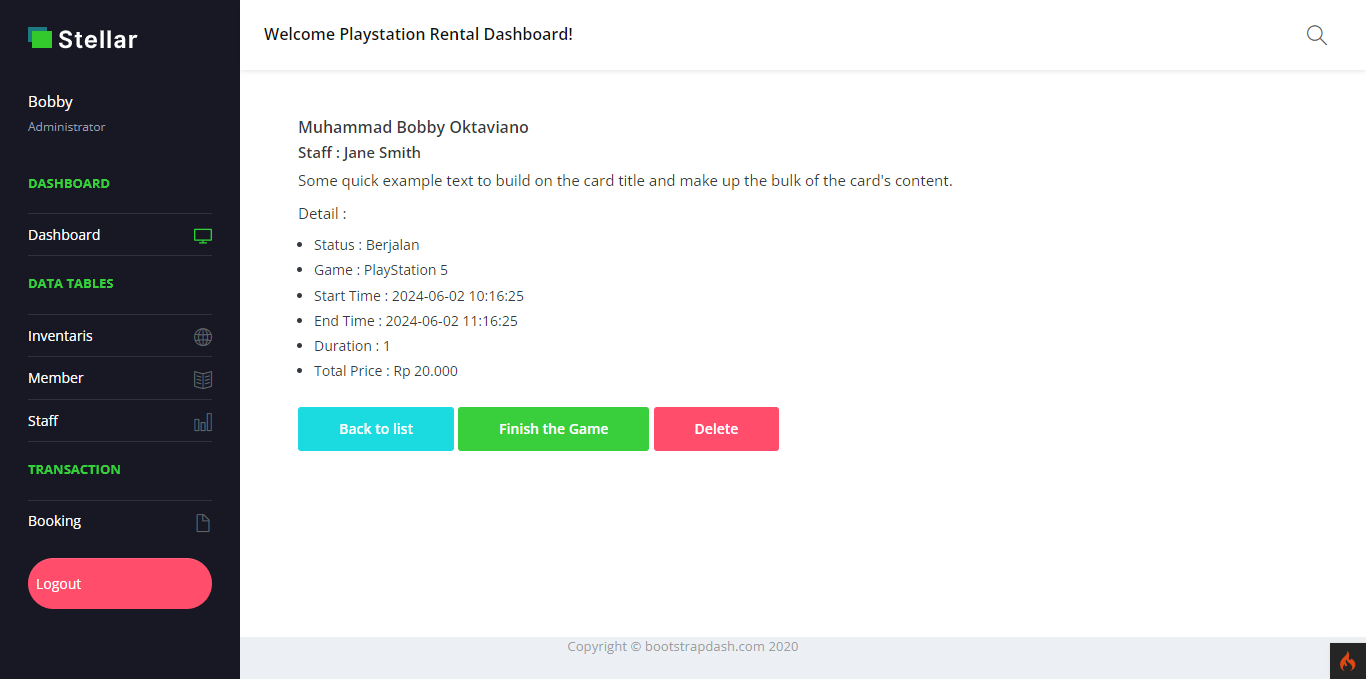 Stellar
Welcome Playstation Rental Dashboard!
Bobby
Administrator
DASHBOARD
Dashboard
DATA TABLES
Inventaris
Member
Staff
TRANSACTION
Booking
Logout
Muhammad Bobby Oktaviano
Staff : Jane Smith
Some quick example text to build on the card title and make up the bulk of the card's content.
Detail :
• Status : Berjalan
• Game : PlayStation 5
• Start Time : 2024-06-02 10:16:25
• End Time : 2024-06-02 11:16:25
• Duration : 1
• Total Price : Rp 20.000
Back to list
Finish the Game
Delete
Copyright © bootstrapdash.com 2020